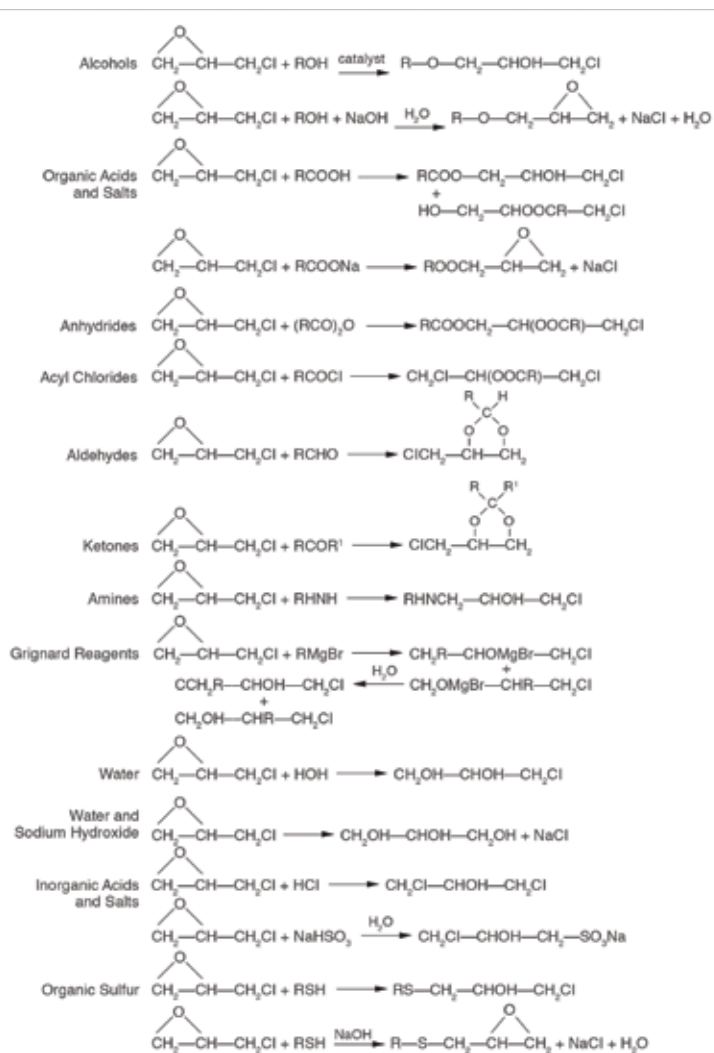 O
Alcohols CH₂—CH—CH₂Cl + ROH catalyst R—O—CH₂—CHOH—CH₂Cl
O O
CH₂—CH—CH₂Cl + ROH + NaOH H₂O R—O—CH₂—CH—CH₂ + NaCl + H₂O
O
Organic Acids CH₂—CH—CH₂Cl + RCOOH RCOO—CH₂—CHOH—CH₂Cl
and Salts +
HO—CH₂—CHOOCR—CH₂Cl
O O
CH₂—CH—CH₂Cl + RCOONa ROOCH₂—CH—CH₂ + NaCl
O
Anhydrides CH₂—CH—CH₂Cl + (RCO)₂O RCOOCH₂—CH(OOCR)—CH₂Cl
O
Acyl Chlorides CH₂—CH—CH₂Cl + RCOCl CH₂Cl—CH(OOCR)—CH₂Cl
R H
C
O O O
Aldehydes CH₂—CH—CH₂Cl + RCHO ClCH₂—CH—CH₂
R R¹
C
O O O
Ketones CH₂—CH—CH₂Cl + RCOR¹ ClCH₂—CH—CH₂
O
Amines CH₂—CH—CH₂Cl + RHNH RHNCH₂—CHOH—CH₂Cl
O
Grignard Reagents CH₂—CH—CH₂Cl + RMgBr CH₂R—CHOMgBr—CH₂Cl
+
CCH₂R—CHOH—CH₂Cl H₂O CH₂OMgBr—CHR—CH₂Cl
+
CH₂OH—CHR—CH₂Cl
O
Water CH₂—CH—CH₂Cl + HOH CH₂OH—CHOH—CH₂Cl
O
Water and
Sodium Hydroxide CH₂—CH—CH₂Cl CH₂OH—CHOH—CH₂OH + NaCl
O
Inorganic Acids CH₂—CH—CH₂Cl + HCl CH₂Cl—CHOH—CH₂Cl
and Salts
O
CH₂—CH—CH₂Cl + NaHSO₃ H₂O CH₂Cl—CHOH—CH₂—SO₃Na
O
Organic Sulfur CH₂—CH—CH₂Cl + RSH RS—CH₂—CHOH—CH₂Cl
O O
CH₂—CH—CH₂Cl + RSH NaOH R—S—CH₂—CH—CH₂ + NaCl + H₂O